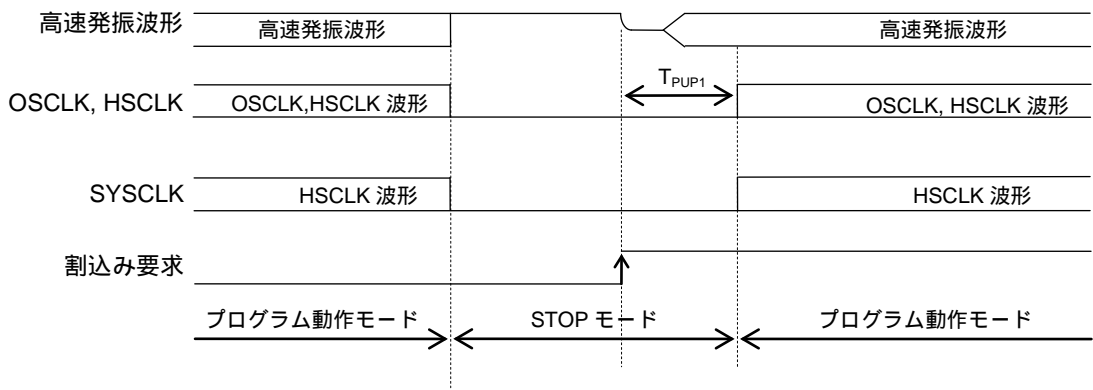 高速発振波形
高速発振波形
高速発振波形
TPUP1
OSCLK, HSCLK
OSCLK,HSCLK 波形
OSCLK, HSCLK 波形
SYSCLK
HSCLK 波形
HSCLK 波形
割込み要求
プログラム動作モード
STOP モード
プログラム動作モード